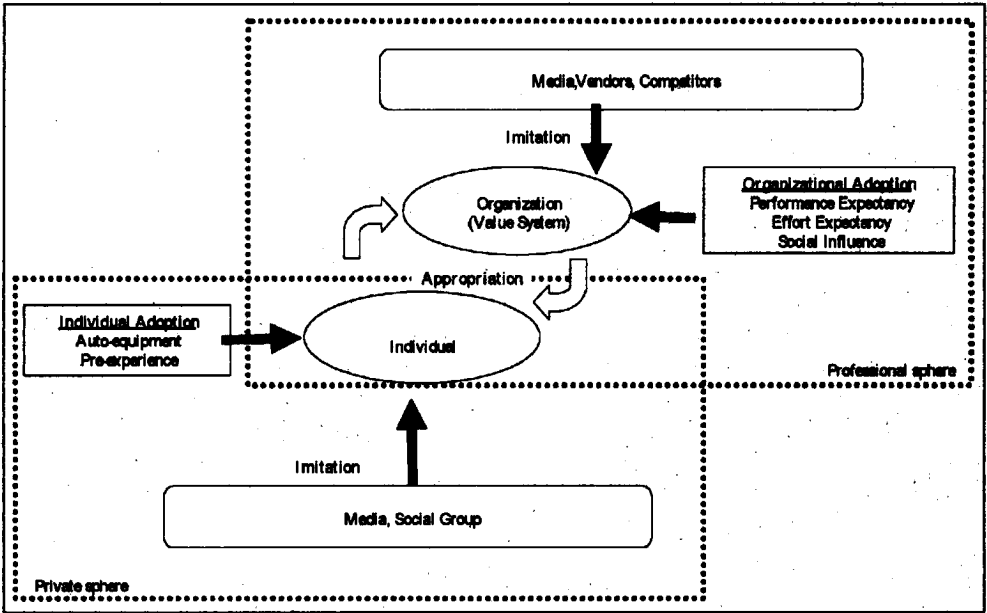 Media,Vendors, Competitors
Imitation
Organization
(Value System)
Organizational Adoption
Performance Expectancy
Effort Expectancy
Social Influence
Appropriation
Individual Adoption
Auto-equipment
Pre-experience
Individual
Professional sphere
Imitation
Media, Social Group
Private sphere